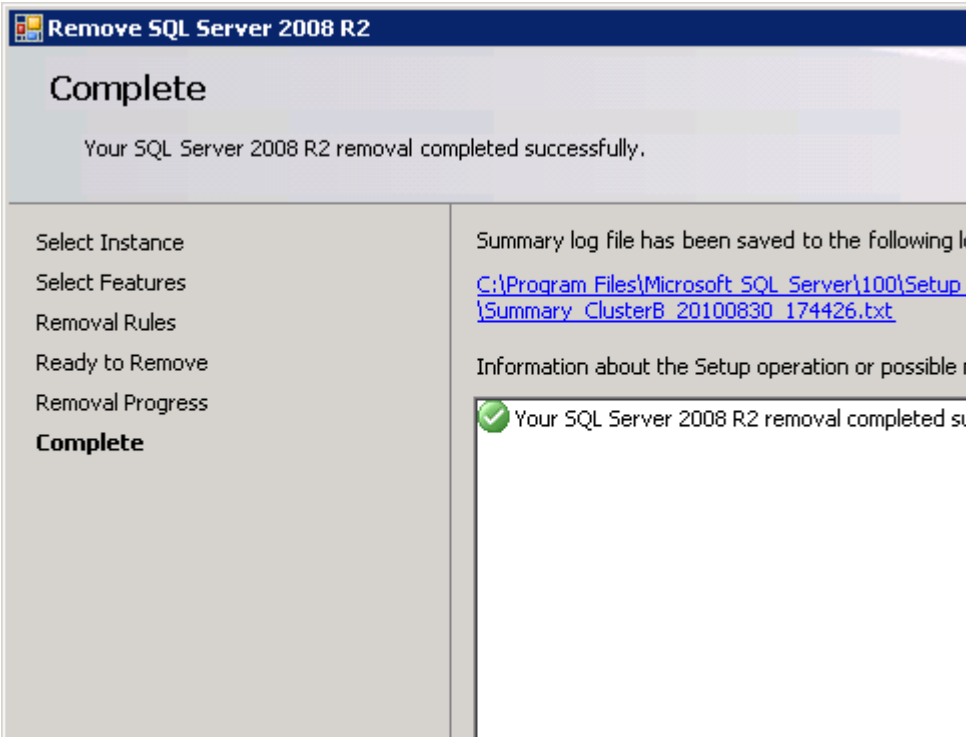 Remove SQL Server 2008 R2
Complete
Your SQL Server 2008 R2 removal completed successfully.
Select Instance
Select Features
Removal Rules
Ready to Remove
Removal Progress
Complete
Summary log file has been saved to the following
C:\Program Files\Microsoft SQL Server\100\Setup
\Summary_ClusterB_20100830_174426.txt
Information about the Setup operation or possible
Your SQL Server 2008 R2 removal completed